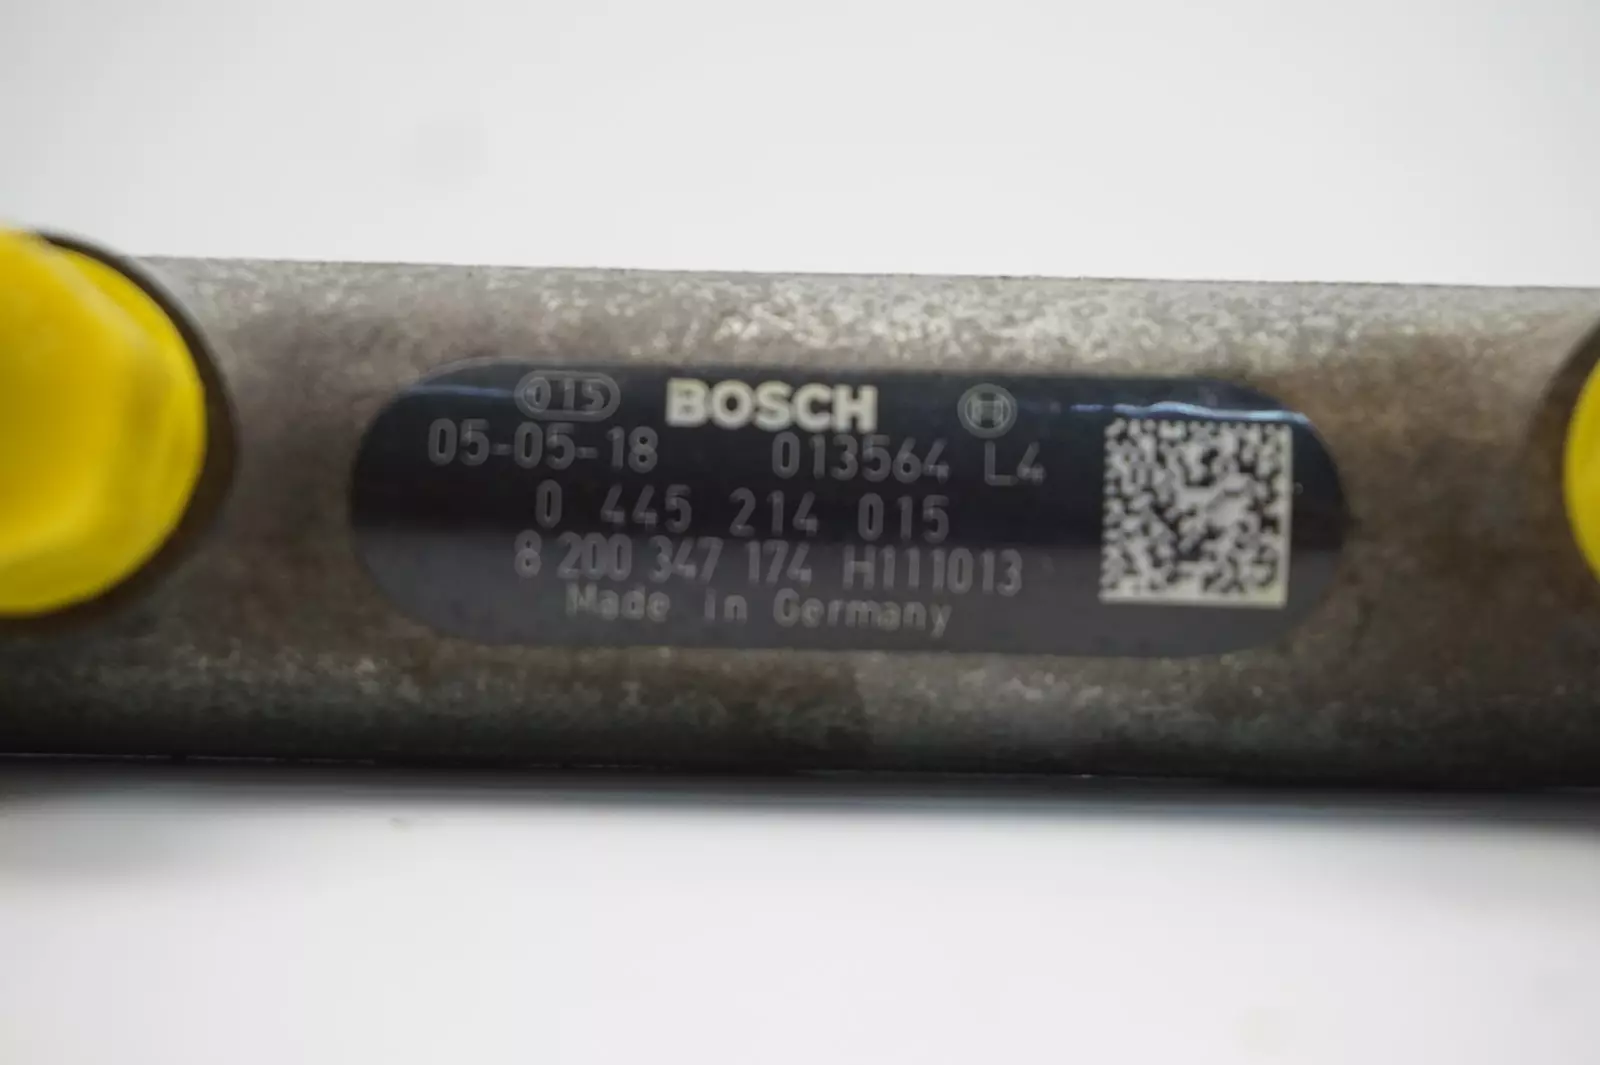 015 BOSCH
05-05-18 013564 L4
0 445 214 015
8 200 347 174 H111013
Made in Germany